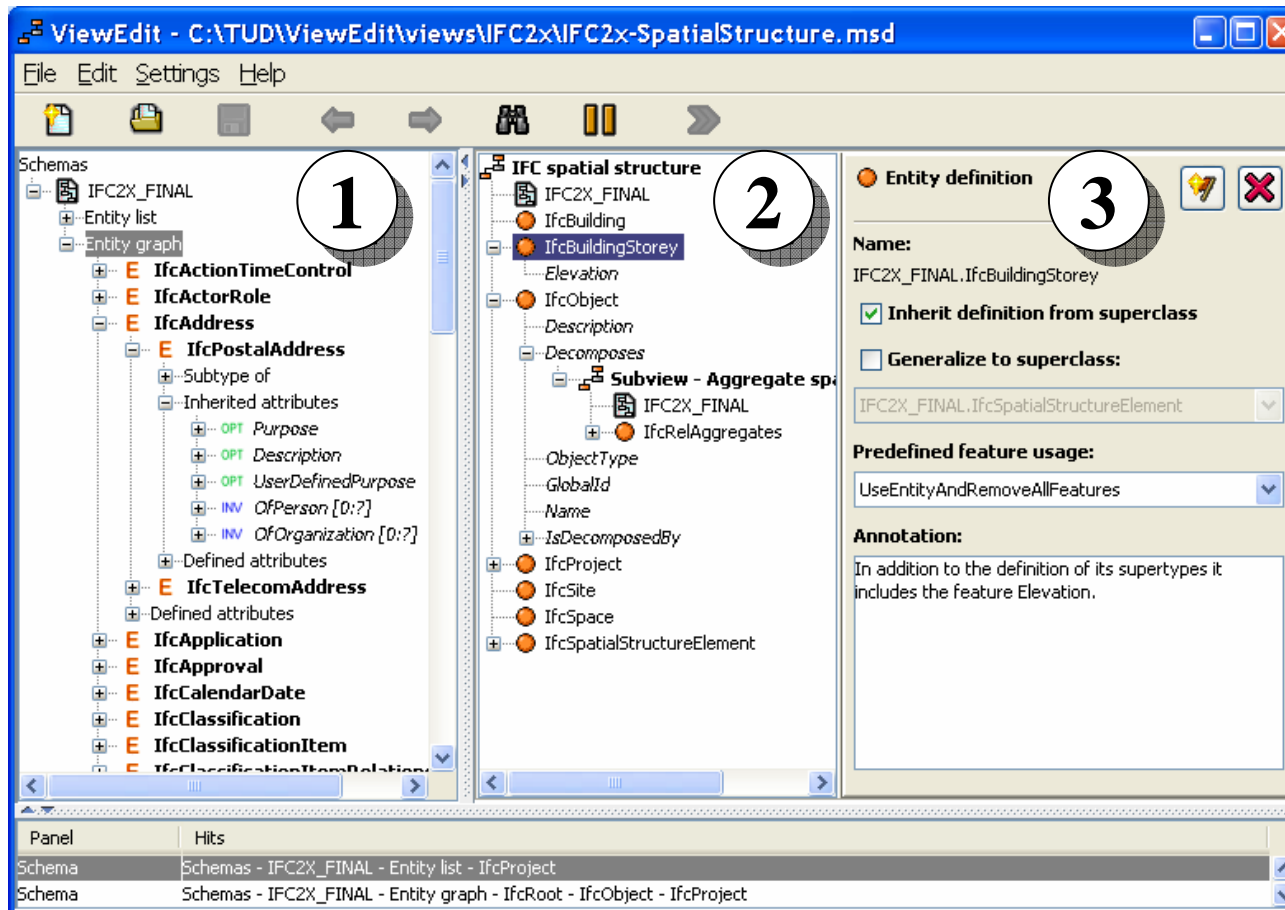 ViewEdit - C:\TUD\ViewEdit\views\IFC2x\IFC2x-SpatialStructure.msd
File Edit Settings Help
1
Schemas
IFC2X_FINAL
Entity list
Entity graph
E IfcActionTimeControl
E IfcActorRole
E IfcAddress
E IfcPostalAddress
Subtype of
Inherited attributes
OPT Purpose
OPT Description
OPT UserDefinedPurpose
INV OfPerson [0:?]
INV OfOrganization [0:?]
Defined attributes
E IfcTelecomAddress
Defined attributes
E IfcApplication
E IfcApproval
E IfcCalendarDate
E IfcClassification
E IfcClassificationItem
E IfcClassificationItemRelation
2
IFC spatial structure
IFC2X_FINAL
IfcBuilding
IfcBuildingStorey
Elevation
IfcObject
Description
Decomposes
Subview - Aggregate spa
IFC2X_FINAL
IfcRelAggregates
ObjectType
GlobalId
Name
IsDecomposedBy
IfcProject
IfcSite
IfcSpace
IfcSpatialStructureElement
3
Entity definition
Name:
IFC2X_FINAL.IfcBuildingStorey
Inherit definition from superclass
Generalize to superclass:
IFC2X_FINAL.IfcSpatialStructureElement
Predefined feature usage:
UseEntityAndRemoveAllFeatures
Annotation:
In addition to the definition of its supertypes it
includes the feature Elevation.
Panel Hits
Schema Schemas - IFC2X_FINAL - Entity list - IfcProject
Schema Schemas - IFC2X_FINAL - Entity graph - IfcRoot - IfcObject - IfcProject